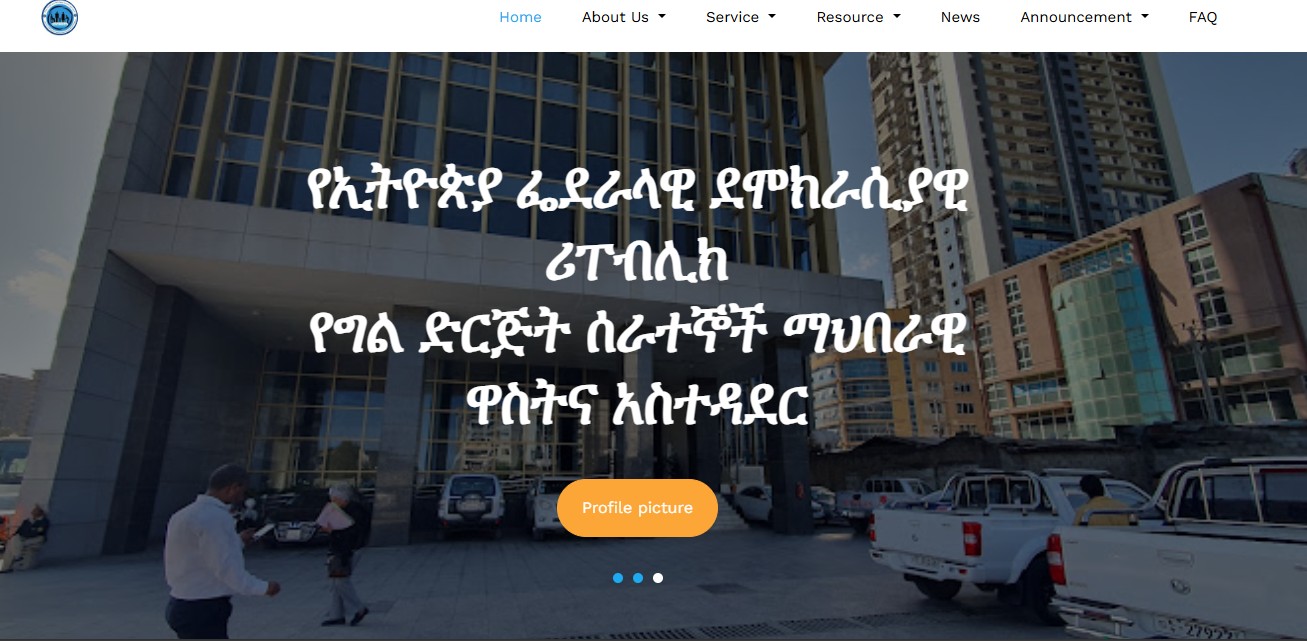 Home About Us Service Resource News Announcement FAQ
የኢትዮጵያ ፌደራላዊ ደሞክራሲያዊ
ሪፐብሊክ
የግል ድርጅት ሰራተኞች ማህበራዊ
ዋስትና አስተዳደር
Profile picture